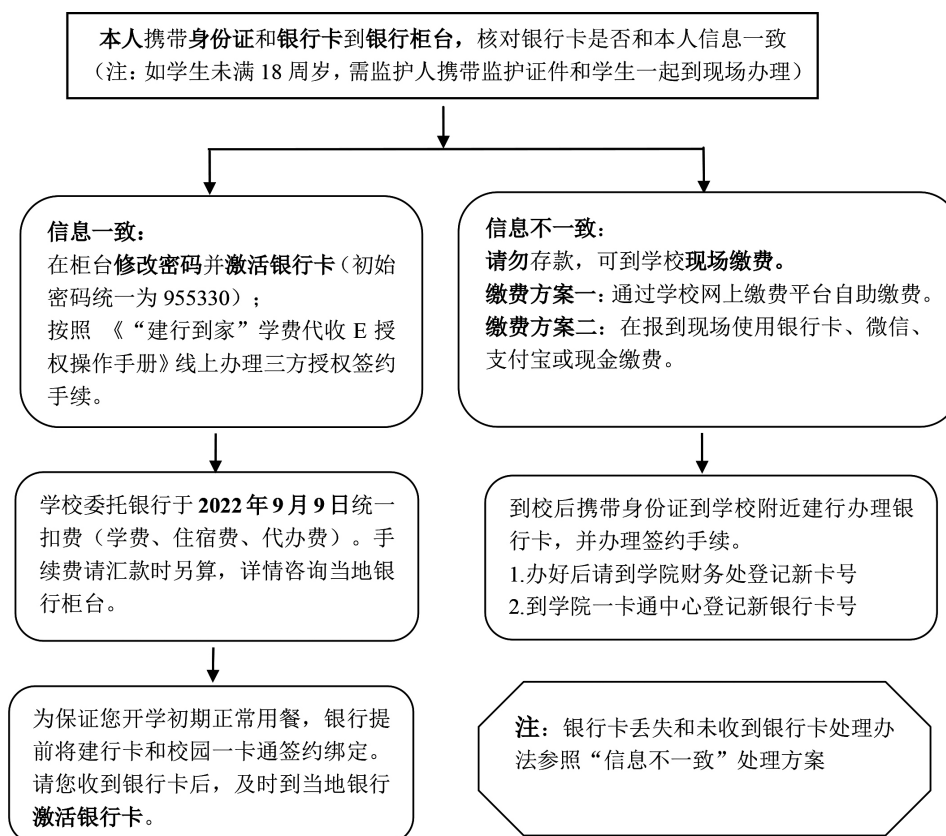 本人携带身份证和银行卡到银行柜台，核对银行卡是否和本人信息一致
（注：如学生未满 18 周岁，需监护人携带监护证件和学生一起到现场办理）
信息一致：
在柜台修改密码并激活银行卡（初始
密码统一为 955330）；
按照 《“建行到家”学费代收 E 授
权操作手册》线上办理三方授权签约
手续。
信息不一致：
请勿存款，可到学校现场缴费。
缴费方案一：通过学校网上缴费平台自助缴费。
缴费方案二：在报到现场使用银行卡、微信、
支付宝或现金缴费。
学校委托银行于 2022 年 9 月 9 日统一
扣费（学费、住宿费、代办费）。手
续费请汇款时另算，详情咨询当地银
行柜台。
到校后携带身份证到学校附近建行办理银
行卡，并办理签约手续。
1.办好后请到学院财务处登记新卡号
2.到学院一卡通中心登记新银行卡号
为保证您开学初期正常用餐，银行提
前将建行卡和校园一卡通签约绑定。
请您收到银行卡后，及时到当地银行
激活银行卡。
注：银行卡丢失和未收到银行卡处理办
法参照“信息不一致”处理方案